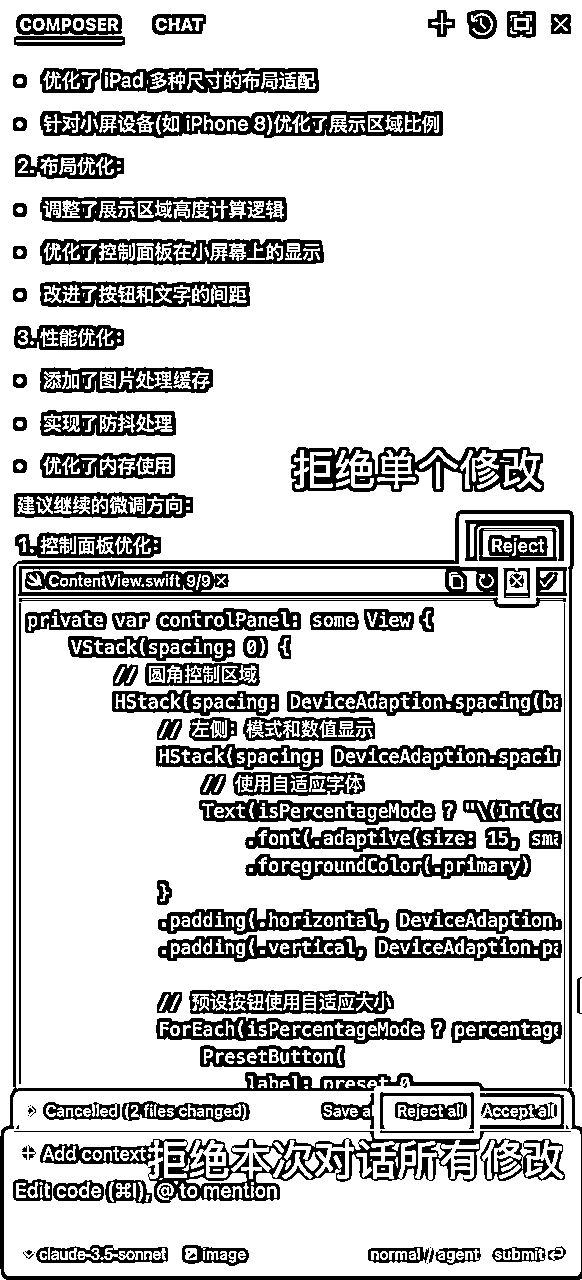 COMPOSER CHAT
优化了 iPad 多种尺寸的布局适配
针对小屏设备(如 iPhone 8)优化了展示区域比例
2. 布局优化:
调整了展示区域高度计算逻辑
优化了控制面板在小屏幕上的显示
改进了按钮和文字的间距
3. 性能优化:
添加了图片处理缓存
实现了防抖处理
优化了内存使用
拒绝单个修改
建议继续的微调方向:
1. 控制面板优化:
Reject
ContentView.swift 9/9
private var controlPanel: some View {
VStack(spacing: 0) {
// 圆角控制区域
HStack(spacing: DeviceAdaption.spacing(ba
// 左侧: 模式和数值显示
HStack(spacing: DeviceAdaption.spacin
// 使用自适应字体
Text(isPercentageMode ? "\(Int(co
.font(.adaptive(size: 15, sma
.foregroundColor(.primary)
}
.padding(.horizontal, DeviceAdaption.
.padding(.vertical, DeviceAdaption.pa
// 预设按钮使用自适应大小
ForEach(isPercentageMode ? percentage
PresetButton(
label: preset.0
Cancelled (2 files changed) Save al Reject all Accept all
Add context
拒绝本次对话所有修改
Edit code (⌘I), @ to mention
claude-3.5-sonnet image normal // agent submit